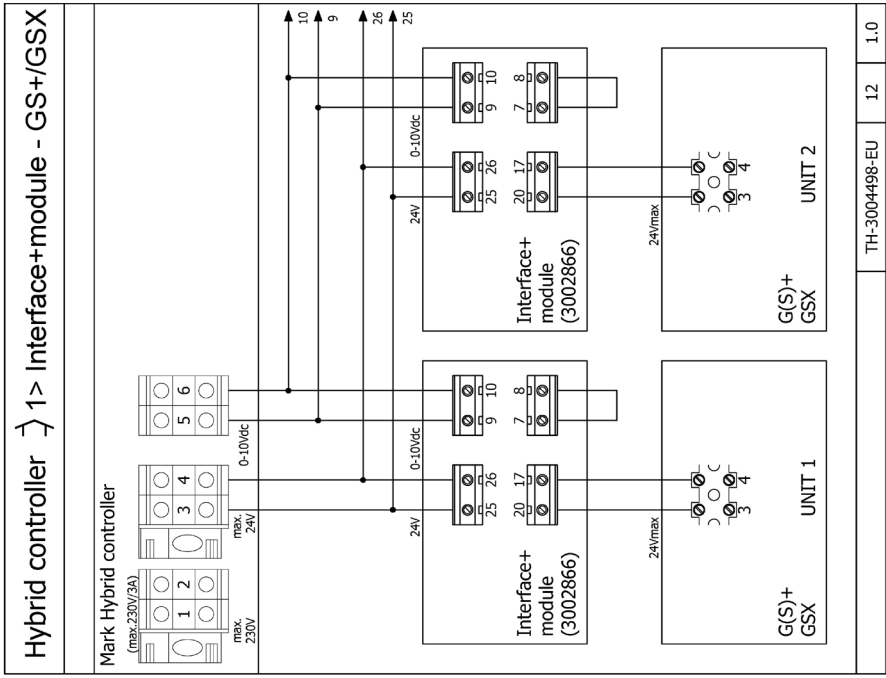 Hybrid controller 1> Interface+module - GS+/GSX
Mark Hybrid controller
(max.230V/3A)
1 2 3 4 5 6
max.
230V
max.
24V
0-10Vdc
10
9
26
25
24V 0-10Vdc
25 26 9 10
20 17 7 8
Interface+
module
(3002866)
24Vmax
3 4
G(S)+
GSX
UNIT 1
24V 0-10Vdc
25 26 9 10
20 17 7 8
Interface+
module
(3002866)
24Vmax
3 4
G(S)+
GSX
UNIT 2
TH-3004498-EU 12 1.0